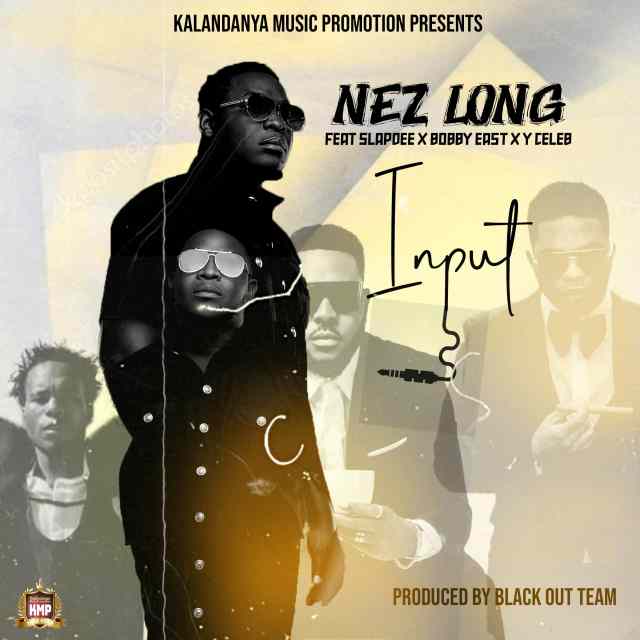 KALANDANYA MUSIC PROMOTION PRESENTS
NEZ LONG
FEAT SLAPDEE X BOBBY EAST X Y CELEB
Input
PRODUCED BY BLACK OUT TEAM
KMP